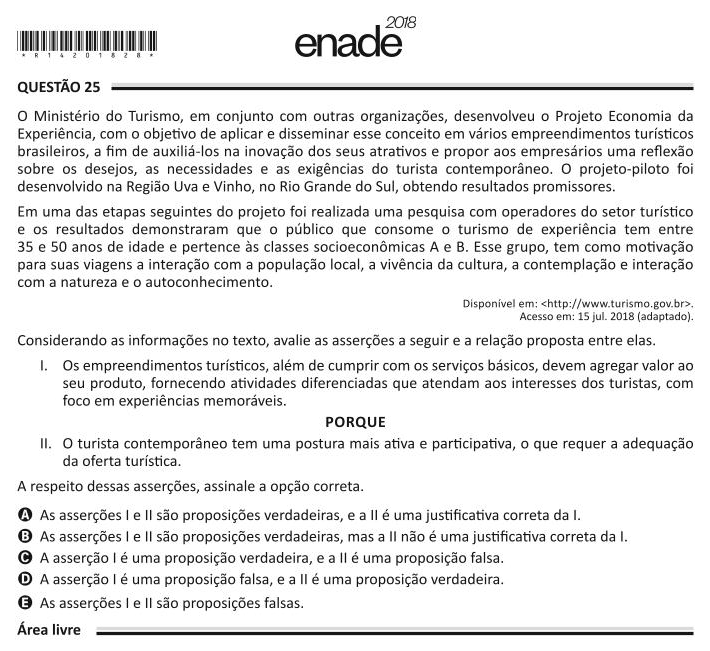 enade 2018
* R 1 4 2 0 1 8 2 8 *
QUESTÃO 25
O Ministério do Turismo, em conjunto com outras organizações, desenvolveu o Projeto Economia da
Experiência, com o objetivo de aplicar e disseminar esse conceito em vários empreendimentos turísticos
brasileiros, a fim de auxiliá-los na inovação dos seus atrativos e propor aos empresários uma reflexão
sobre os desejos, as necessidades e as exigências do turista contemporâneo. O projeto-piloto foi
desenvolvido na Região Uva e Vinho, no Rio Grande do Sul, obtendo resultados promissores.
Em uma das etapas seguintes do projeto foi realizada uma pesquisa com operadores do setor turístico
e os resultados demonstraram que o público que consome o turismo de experiência tem entre
35 e 50 anos de idade e pertence às classes socioeconômicas A e B. Esse grupo, tem como motivação
para suas viagens a interação com a população local, a vivência da cultura, a contemplação e interação
com a natureza e o autoconhecimento.
Disponível em: <http://www.turismo.gov.br>.
Acesso em: 15 jul. 2018 (adaptado).
Considerando as informações no texto, avalie as asserções a seguir e a relação proposta entre elas.
I. Os empreendimentos turísticos, além de cumprir com os serviços básicos, devem agregar valor ao
seu produto, fornecendo atividades diferenciadas que atendam aos interesses dos turistas, com
foco em experiências memoráveis.
PORQUE
II. O turista contemporâneo tem uma postura mais ativa e participativa, o que requer a adequação
da oferta turística.
A respeito dessas asserções, assinale a opção correta.
A As asserções I e II são proposições verdadeiras, e a II é uma justificativa correta da I.
B As asserções I e II são proposições verdadeiras, mas a II não é uma justificativa correta da I.
C A asserção I é uma proposição verdadeira, e a II é uma proposição falsa.
D A asserção I é uma proposição falsa, e a II é uma proposição verdadeira.
E As asserções I e II são proposições falsas.
Área livre